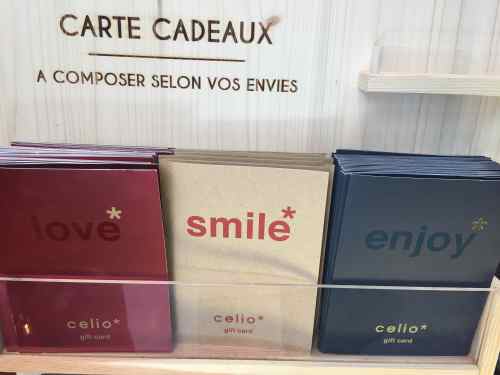 CARTE CADEAUX
A COMPOSER SELON VOS ENVIES
love*
celio*
gift card
smile*
celio*
gift card
enjoy*
celio*
gift card